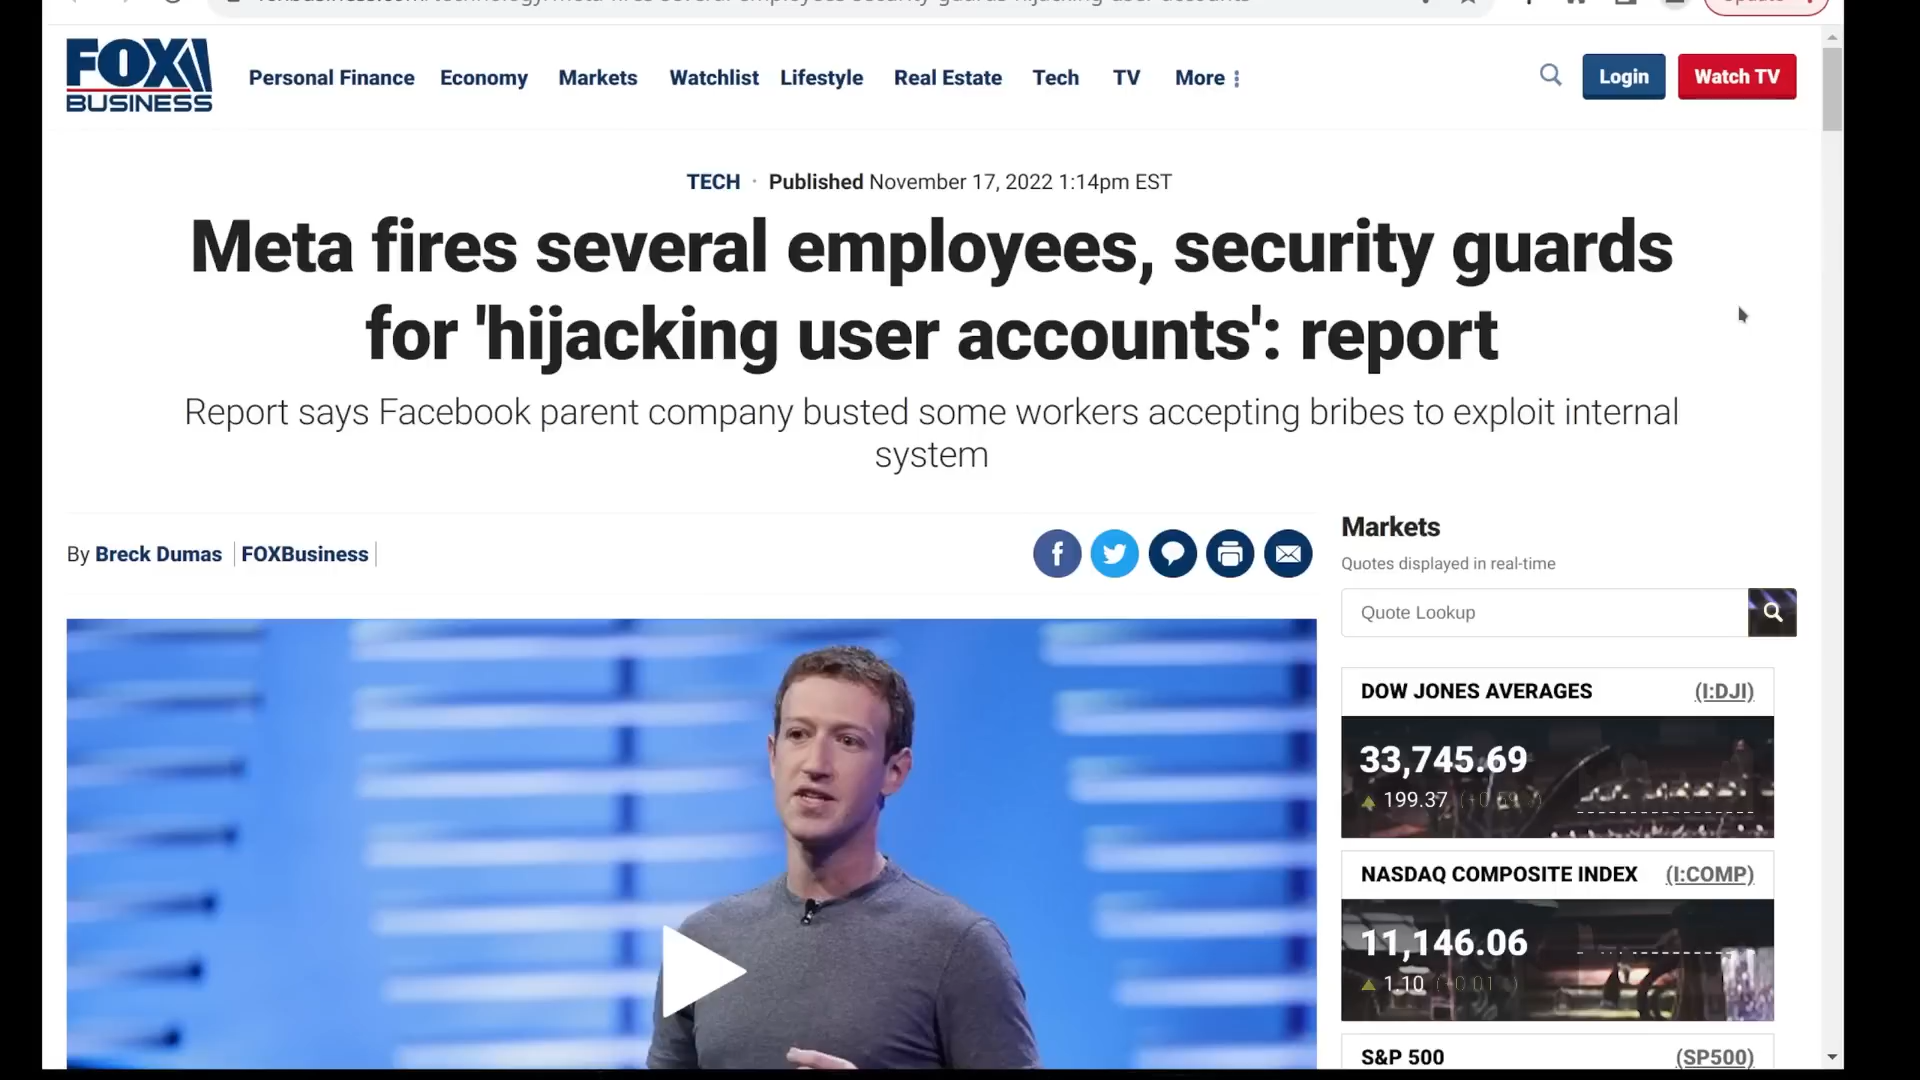 FOX
BUSINESS
Personal Finance Economy Markets Watchlist Lifestyle Real Estate Tech TV More
Login
Watch TV
TECH · Published November 17, 2022 1:14pm EST
Meta fires several employees, security guards
for 'hijacking user accounts': report
Report says Facebook parent company busted some workers accepting bribes to exploit internal
system
By Breck Dumas FOXBusiness
Markets
Quotes displayed in real-time
Quote Lookup
DOW JONES AVERAGES (I:DJI)
33,745.69
199.37
NASDAQ COMPOSITE INDEX (I:COMP)
11,146.06
1.10
S&P 500 (SP500)